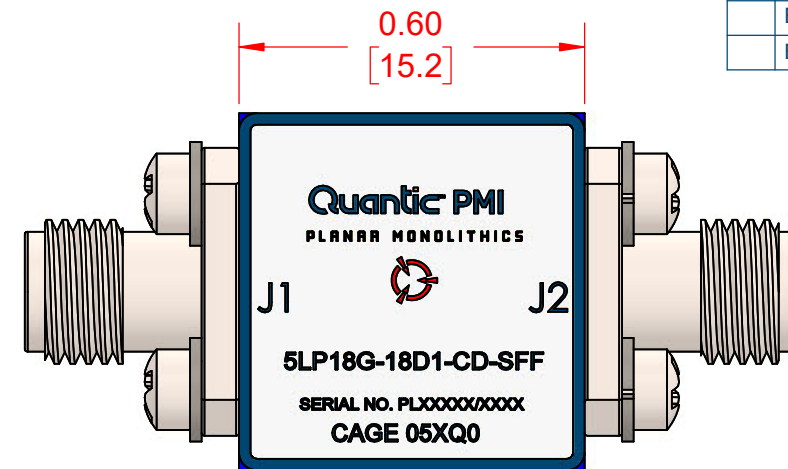 0.60
[15.2]
Quantic PMI
PLANAR MONOLITHICS
J1
J2
5LP18G-18D1-CD-SFF
SERIAL NO. PLXXXXX/XXXX
CAGE 05XQ0